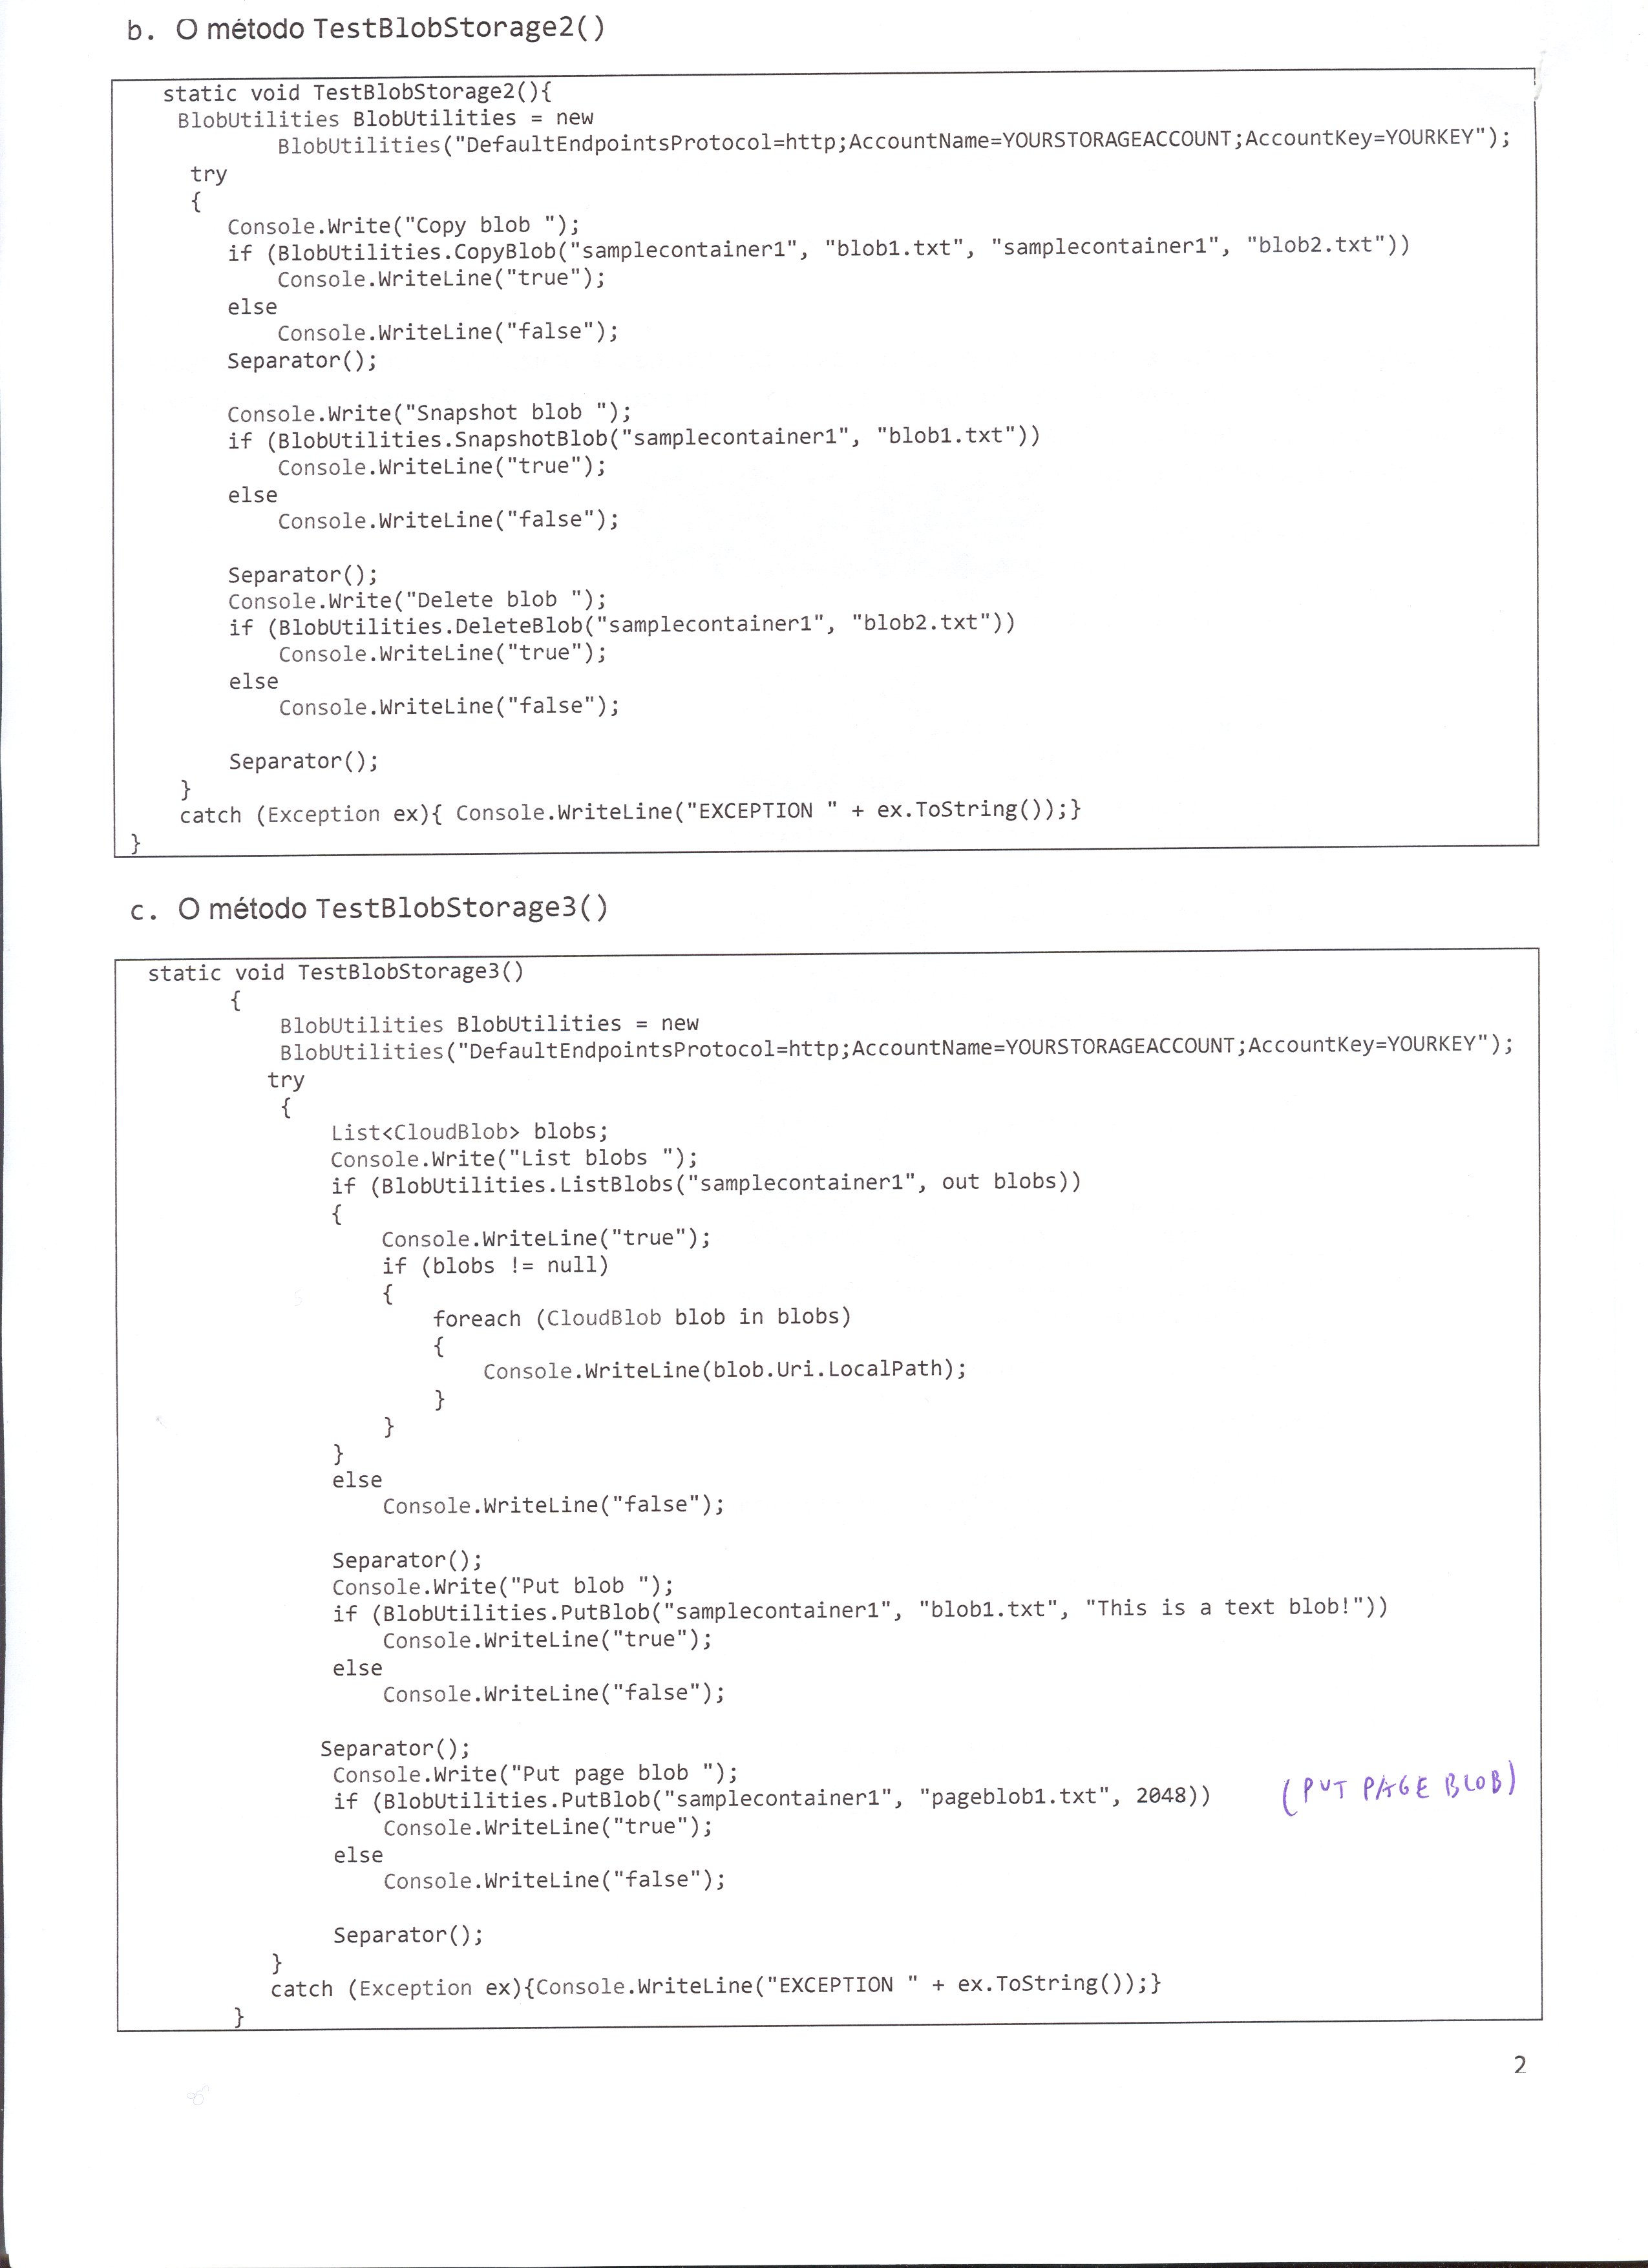 b. O método TestBlobStorage2()
static void TestBlobStorage2(){
BlobUtilities BlobUtilities = new
BlobUtilities("DefaultEndpointsProtocol=http;AccountName=YOURSTORAGEACCOUNT;AccountKey=YOURKEY");
try
{
Console.Write("Copy blob ");
if (BlobUtilities.CopyBlob("samplecontainer1", "blob1.txt", "samplecontainer1", "blob2.txt"))
Console.WriteLine("true");
else
Console.WriteLine("false");
Separator();
Console.Write("Snapshot blob ");
if (BlobUtilities.SnapshotBlob("samplecontainer1", "blob1.txt"))
Console.WriteLine("true");
else
Console.WriteLine("false");
Separator();
Console.Write("Delete blob ");
if (BlobUtilities.DeleteBlob("samplecontainer1", "blob2.txt"))
Console.WriteLine("true");
else
Console.WriteLine("false");
Separator();
}
catch (Exception ex){ Console.WriteLine("EXCEPTION " + ex.ToString());}
}
c. O método TestBlobStorage3()
static void TestBlobStorage3()
{
BlobUtilities BlobUtilities = new
BlobUtilities("DefaultEndpointsProtocol=http;AccountName=YOURSTORAGEACCOUNT;AccountKey=YOURKEY");
try
{
List<CloudBlob> blobs;
Console.Write("List blobs ");
if (BlobUtilities.ListBlobs("samplecontainer1", out blobs))
{
Console.WriteLine("true");
if (blobs != null)
{
foreach (CloudBlob blob in blobs)
{
Console.WriteLine(blob.Uri.LocalPath);
}
}
}
else
Console.WriteLine("false");
Separator();
Console.Write("Put blob ");
if (BlobUtilities.PutBlob("samplecontainer1", "blob1.txt", "This is a text blob!"))
Console.WriteLine("true");
else
Console.WriteLine("false");
Separator();
Console.Write("Put page blob ");
if (BlobUtilities.PutBlob("samplecontainer1", "pageblob1.txt", 2048)) (PUT PAGE BLOB)
Console.WriteLine("true");
else
Console.WriteLine("false");
Separator();
}
catch (Exception ex){Console.WriteLine("EXCEPTION " + ex.ToString());}
}
2